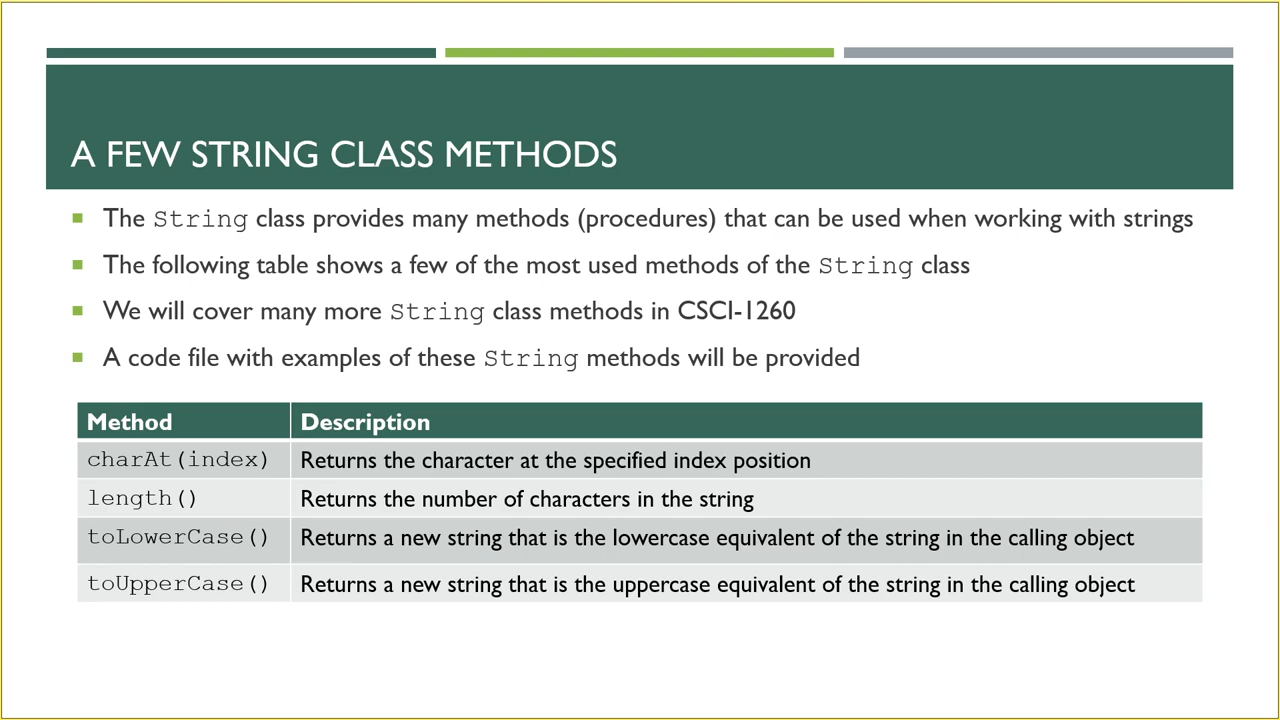 A FEW STRING CLASS METHODS
The String class provides many methods (procedures) that can be used when working with strings
The following table shows a few of the most used methods of the String class
We will cover many more String class methods in CSCI-1260
A code file with examples of these String methods will be provided
Method Description
charAt(index) Returns the character at the specified index position
length() Returns the number of characters in the string
toLowerCase() Returns a new string that is the lowercase equivalent of the string in the calling object
toUpperCase() Returns a new string that is the uppercase equivalent of the string in the calling object